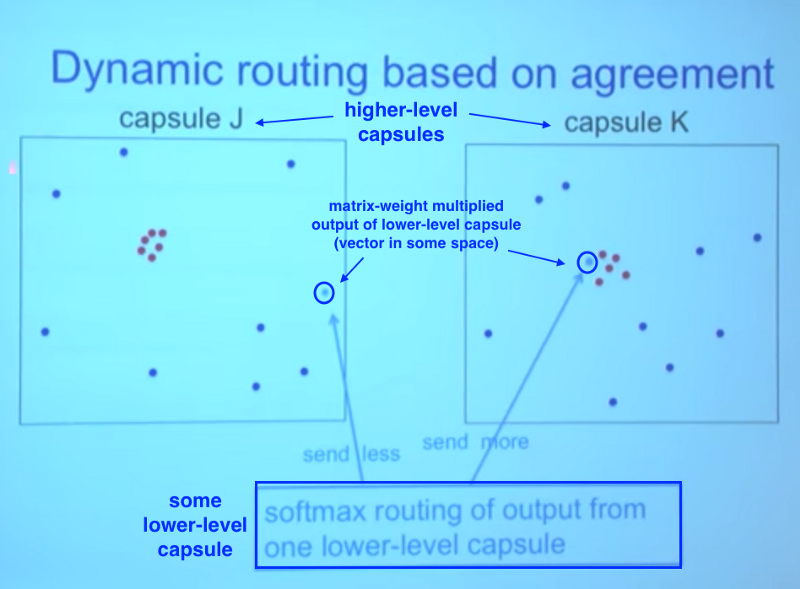 Dynamic routing based on agreement
capsule J
higher-level
capsules
capsule K
matrix-weight multiplied
output of lower-level capsule
(vector in some space)
send less
send more
some
lower-level
capsule
softmax routing of output from
one lower-level capsule